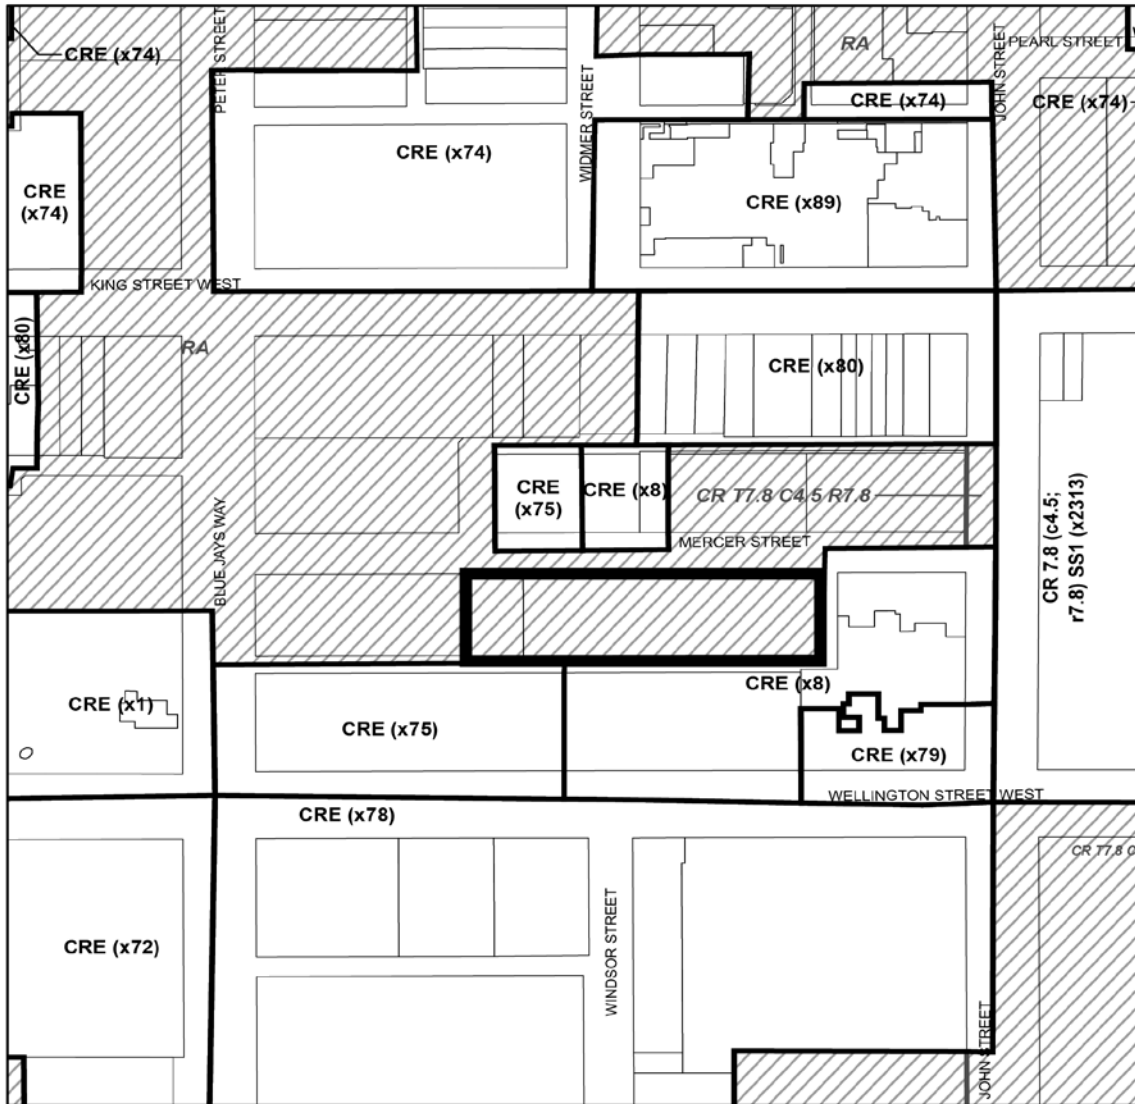 CRE (x74)
PETER STREET
WIDMER STREET
RA
JOHN STREET
PEARL STREET
CRE (x74)
CRE (x74)
CRE (x74)
CRE
(x74)
CRE (x89)
KING STREET WEST
CRE (x80)
RA
CRE (x80)
CRE
(x75)
CRE (x8)
CR T7.8 C4.5 R7.8
MERCER STREET
BLUE JAYS WAY
CR 7.8 (c4.5;
r7.8) SS1 (x2313)
CRE (x1)
CRE (x75)
CRE (x8)
CRE (x79)
WELLINGTON STREET WEST
CRE (x78)
CR T7.8 C
CRE (x72)
WINDSOR STREET
JOHN STREET